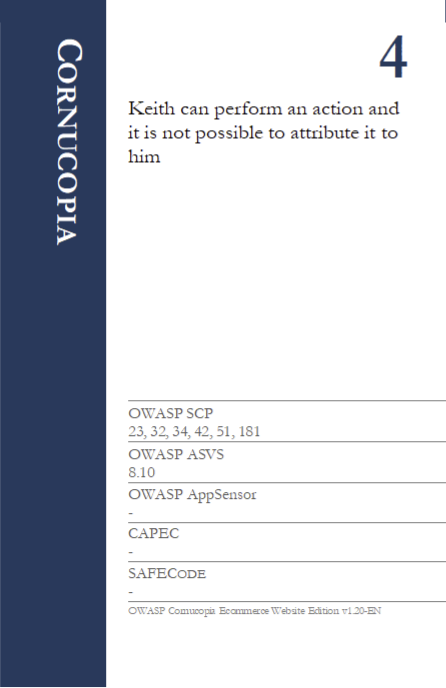 CORNUCOPIA
4
Keith can perform an action and
it is not possible to attribute it to
him
OWASP SCP
23, 32, 34, 42, 51, 181
OWASP ASVS
8.10
OWASP AppSensor
-
CAPEC
-
SAFECODE
-
OWASP Cornucopia Ecommerce Website Edition v1.20-EN